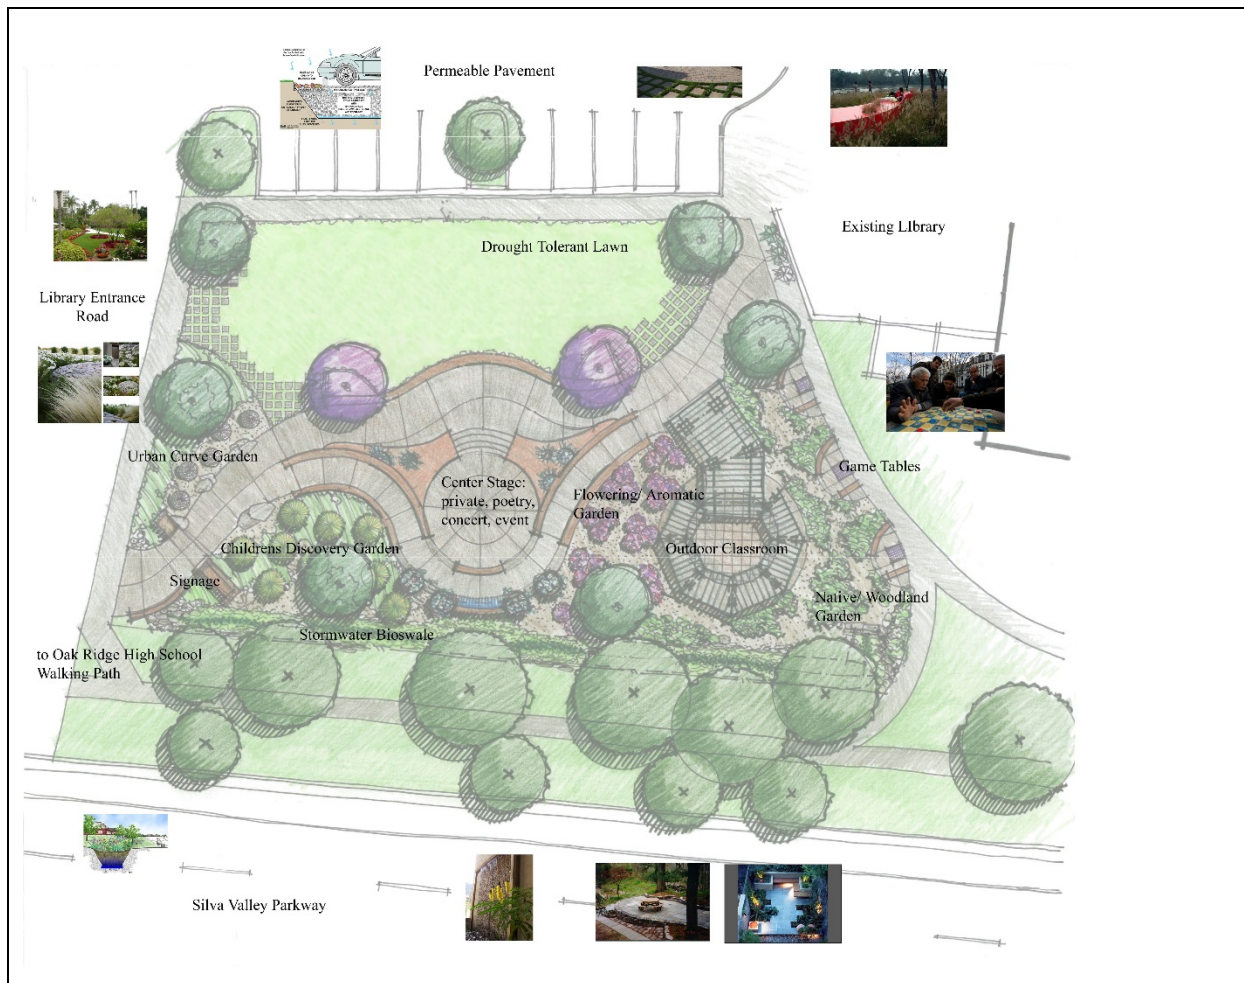 Permeable Pavement
Drought Tolerant Lawn
Existing LIbrary
Library Entrance
Road
Urban Curve Garden
Center Stage:
private, poetry,
concert, event
Flowering/ Aromatic
Garden
Game Tables
Childrens Discovery Garden
Outdoor Classroom
Signage
Native/ Woodland
Garden
Stormwater Bioswale
to Oak Ridge High School
Walking Path
Silva Valley Parkway